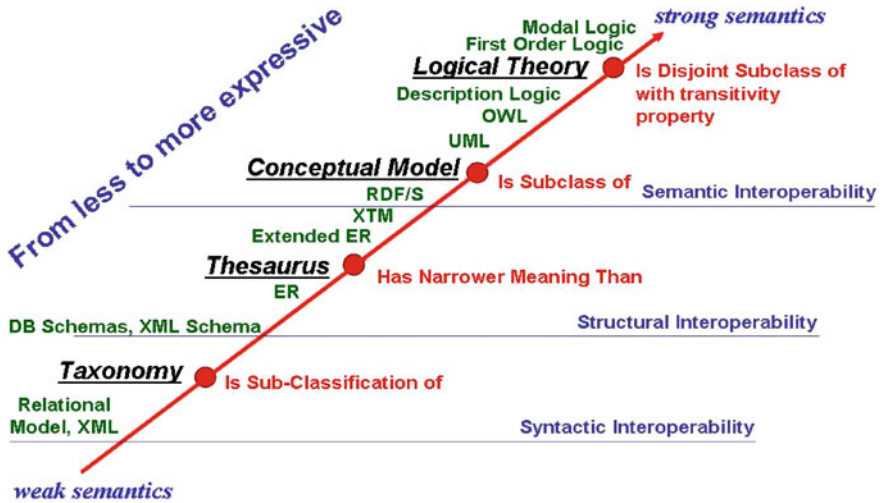 Modal Logic
strong semantics
First Order Logic
From less to more expressive
Logical Theory
Is Disjoint Subclass of
with transitivity
property
Description Logic
OWL
UML
Conceptual Model
Is Subclass of
RDF/S
Semantic Interoperability
XTM
Extended ER
Thesaurus
Has Narrower Meaning Than
ER
DB Schemas, XML Schema
Structural Interoperability
Taxonomy
Is Sub-Classification of
Relational
Model, XML
Syntactic Interoperability
weak semantics